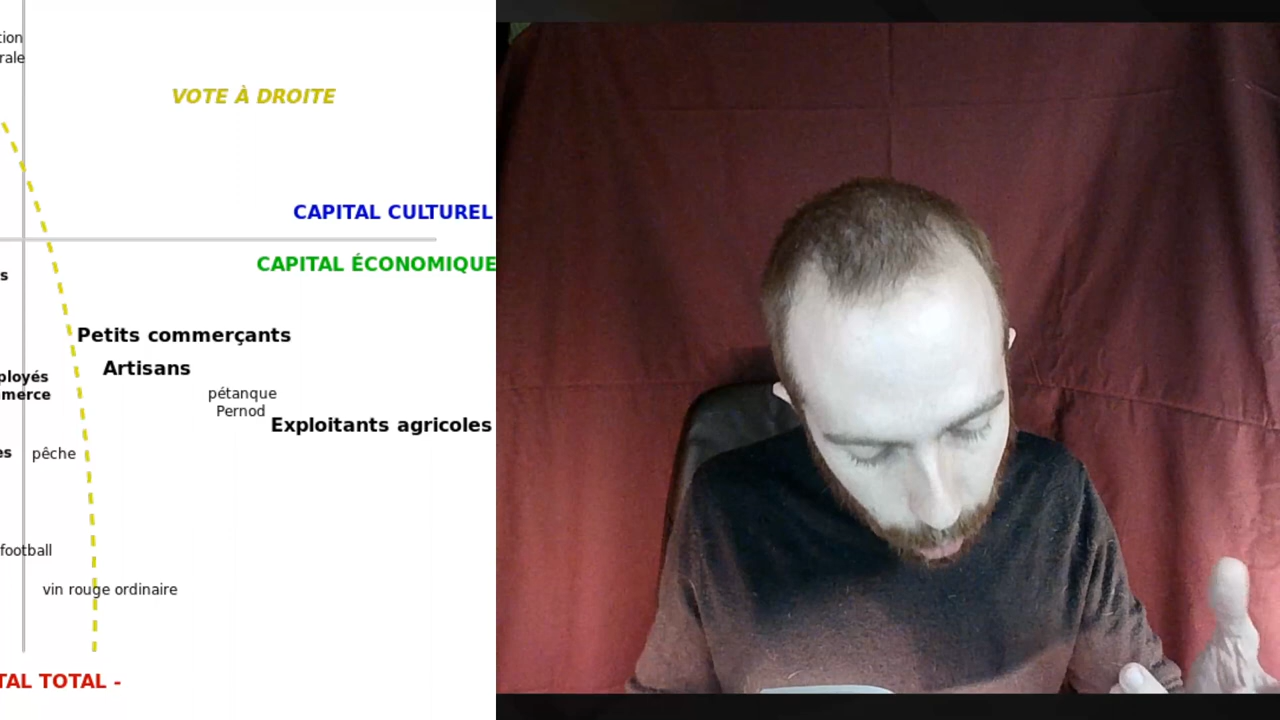 tion
rale
VOTE À DROITE
CAPITAL CULTUREL
CAPITAL ÉCONOMIQUE
s
Petits commerçants
Artisans
ployés
merce
pétanque
Pernod
Exploitants agricoles
es
pêche
football
vin rouge ordinaire
TAL TOTAL -